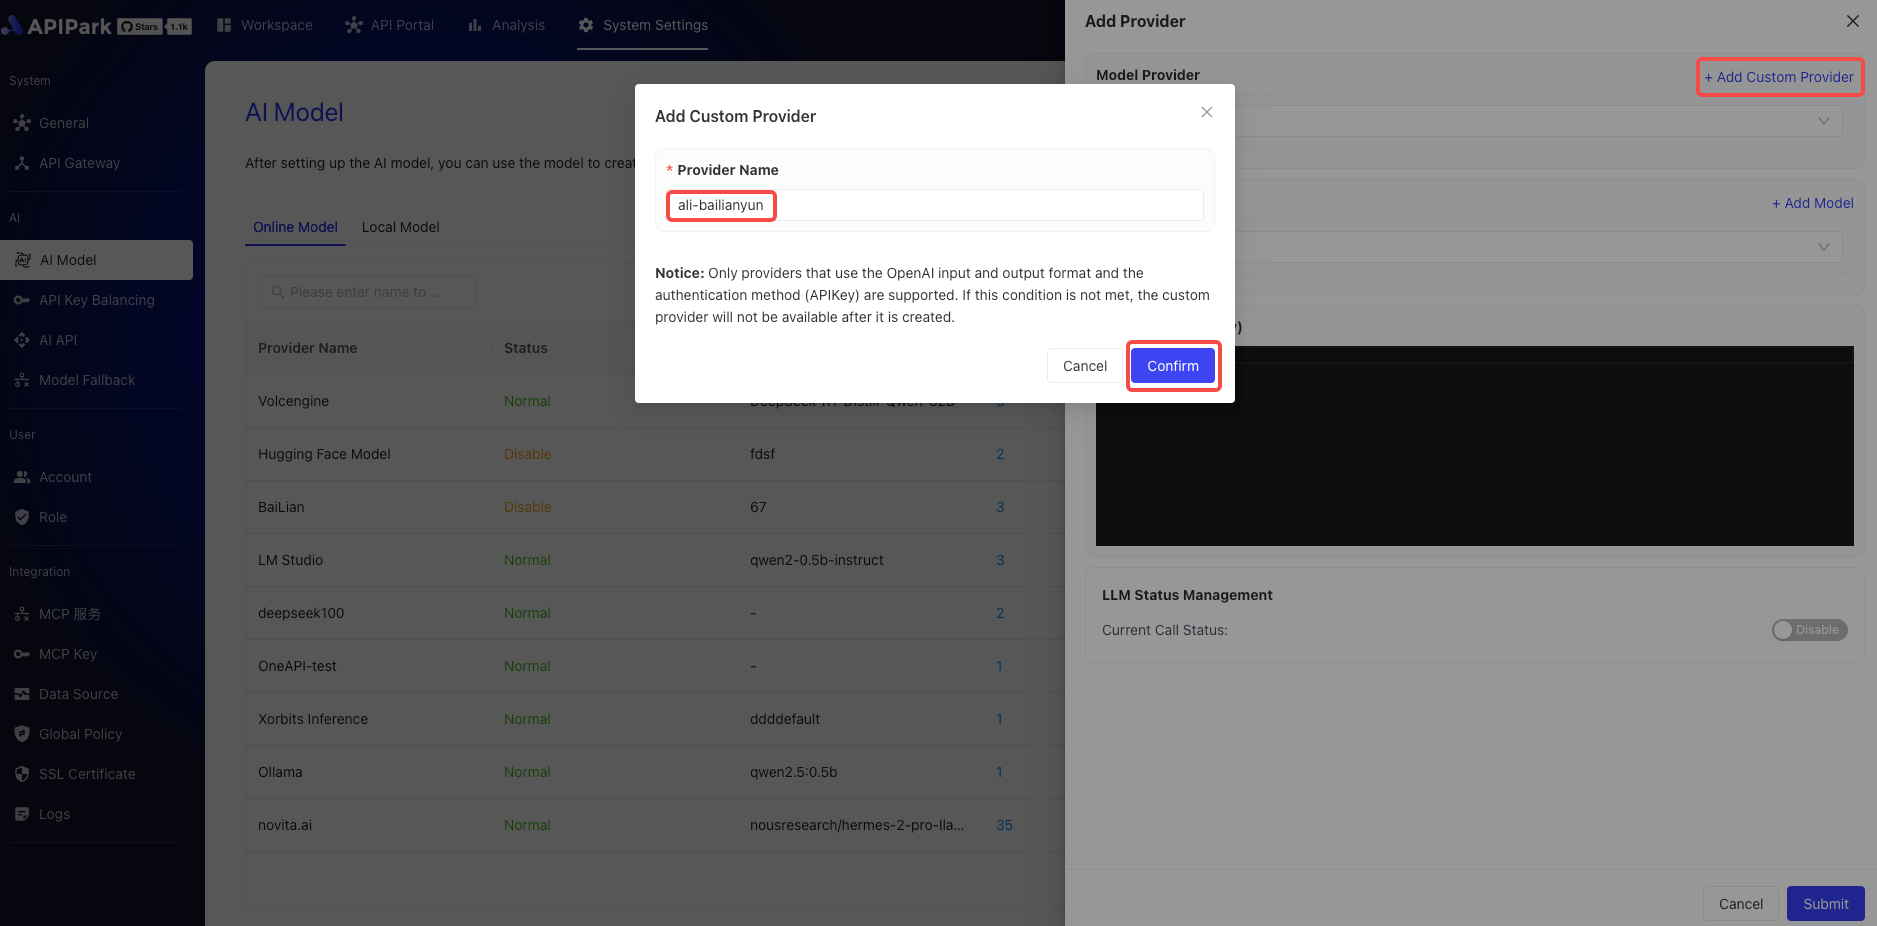 APIPark
Stars 1.1k
Workspace
API Portal
Analysis
System Settings
System
General
API Gateway
AI
AI Model
API Key Balancing
AI API
Model Fallback
User
Account
Role
Integration
MCP 服务
MCP Key
Data Source
Global Policy
SSL Certificate
Logs
AI Model
After setting up the AI model, you can use the model to crea
Online Model
Local Model
Please enter name to ...
Provider Name Status
Volcengine Normal
Hugging Face Model Disable fdsf 2
BaiLian Disable 67 3
LM Studio Normal qwen2-0.5b-instruct 3
deepseek100 Normal - 2
OneAPI-test Normal - 1
Xorbits Inference Normal ddddefault 1
Ollama Normal qwen2.5:0.5b 1
novita.ai Normal nousresearch/hermes-2-pro-lla... 35
Add Custom Provider
* Provider Name
ali-bailianyun
Notice: Only providers that use the OpenAI input and output format and the
authentication method (APIKey) are supported. If this condition is not met, the custom
provider will not be available after it is created.
Cancel
Confirm
Add Provider
Model Provider
+ Add Custom Provider
+ Add Model
LLM Status Management
Current Call Status:
Disable
Cancel
Submit